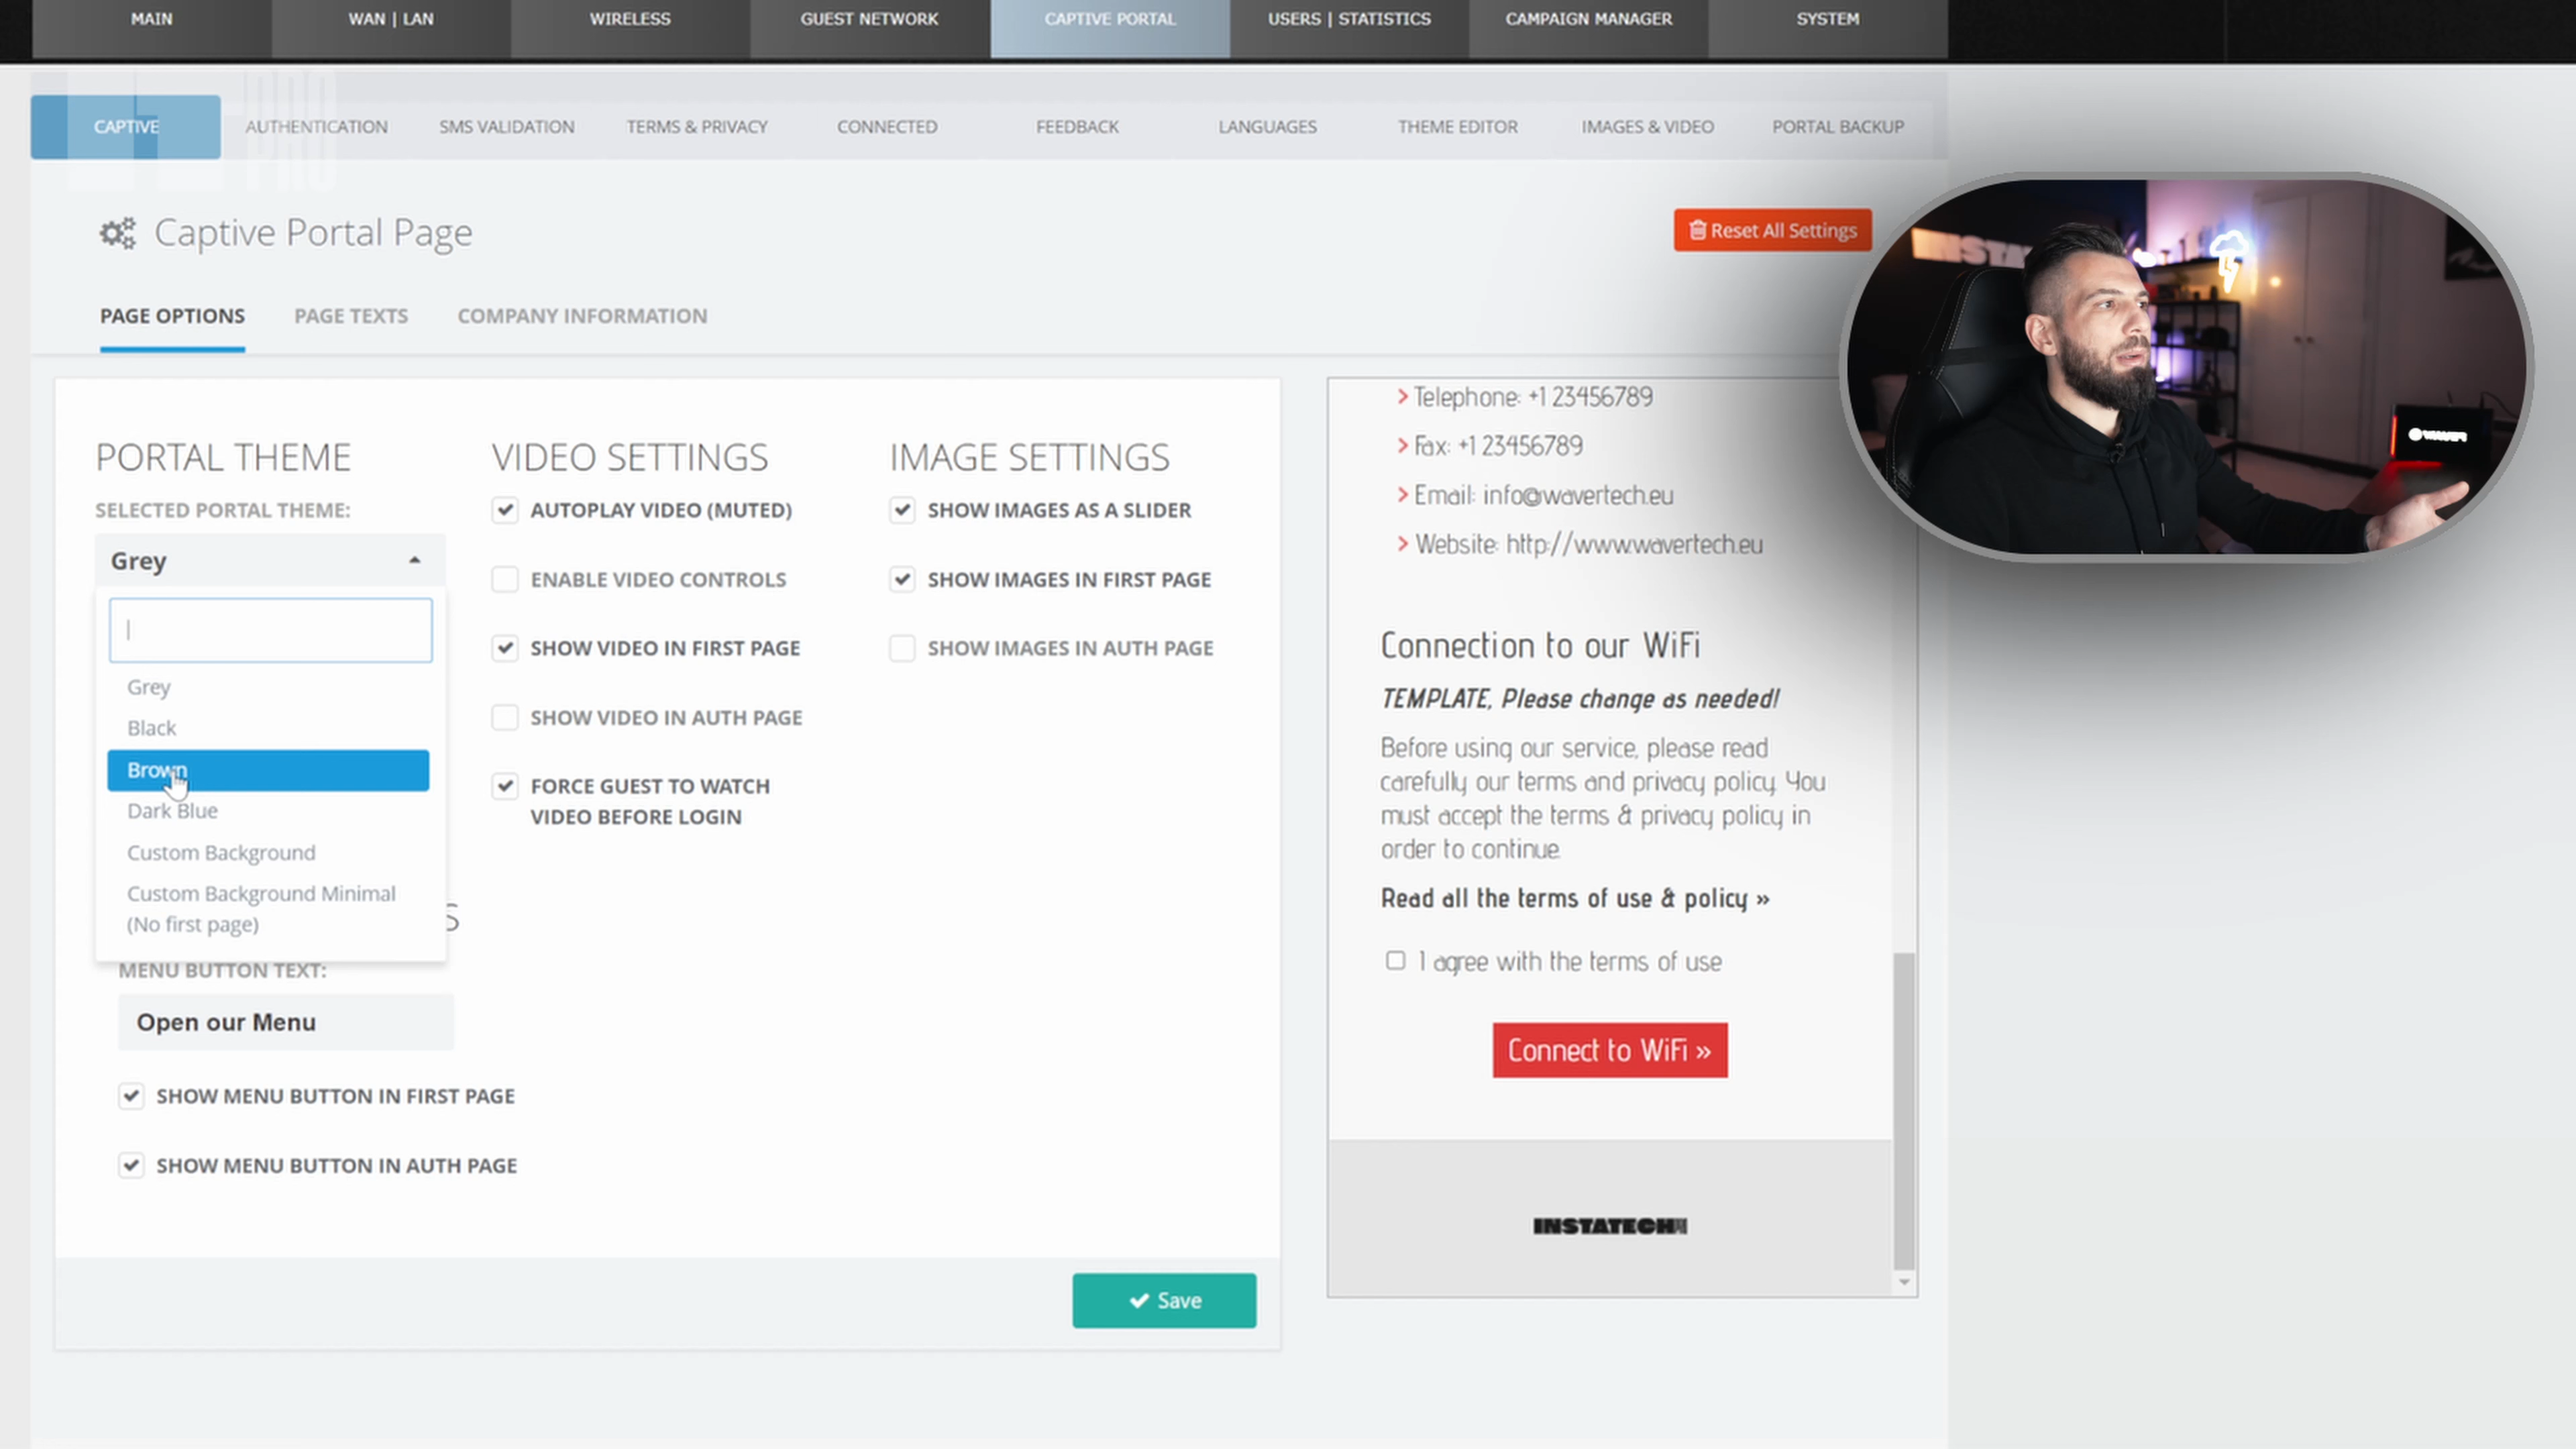 MAIN WAN | LAN WIRELESS GUEST NETWORK CAPTIVE PORTAL USERS | STATISTICS CAMPAIGN MANAGER SYSTEM
CAPTIVE AUTHENTICATION SMS VALIDATION TERMS & PRIVACY CONNECTED FEEDBACK LANGUAGES THEME EDITOR IMAGES & VIDEO PORTAL BACKUP
PRO
Captive Portal Page
Reset All Settings
PAGE OPTIONS PAGE TEXTS COMPANY INFORMATION
PORTAL THEME
SELECTED PORTAL THEME:
Grey
Grey
Black
Brown
Dark Blue
Custom Background
Custom Background Minimal
(No first page)
S
MENU BUTTON TEXT:
Open our Menu
SHOW MENU BUTTON IN FIRST PAGE
SHOW MENU BUTTON IN AUTH PAGE
VIDEO SETTINGS
AUTOPLAY VIDEO (MUTED)
ENABLE VIDEO CONTROLS
SHOW VIDEO IN FIRST PAGE
SHOW VIDEO IN AUTH PAGE
FORCE GUEST TO WATCH
VIDEO BEFORE LOGIN
IMAGE SETTINGS
SHOW IMAGES AS A SLIDER
SHOW IMAGES IN FIRST PAGE
SHOW IMAGES IN AUTH PAGE
Save
> Telephone: +1 23456789
> Fax: +1 23456789
> Email: info@wavertech.eu
> Website: http://www.wavertech.eu
Connection to our WiFi
TEMPLATE, Please change as needed!
Before using our service, please read
carefully our terms and privacy policy. You
must accept the terms & privacy policy in
order to continue.
Read all the terms of use & policy »
I agree with the terms of use
Connect to WiFi »
INSTATECH
INSTA